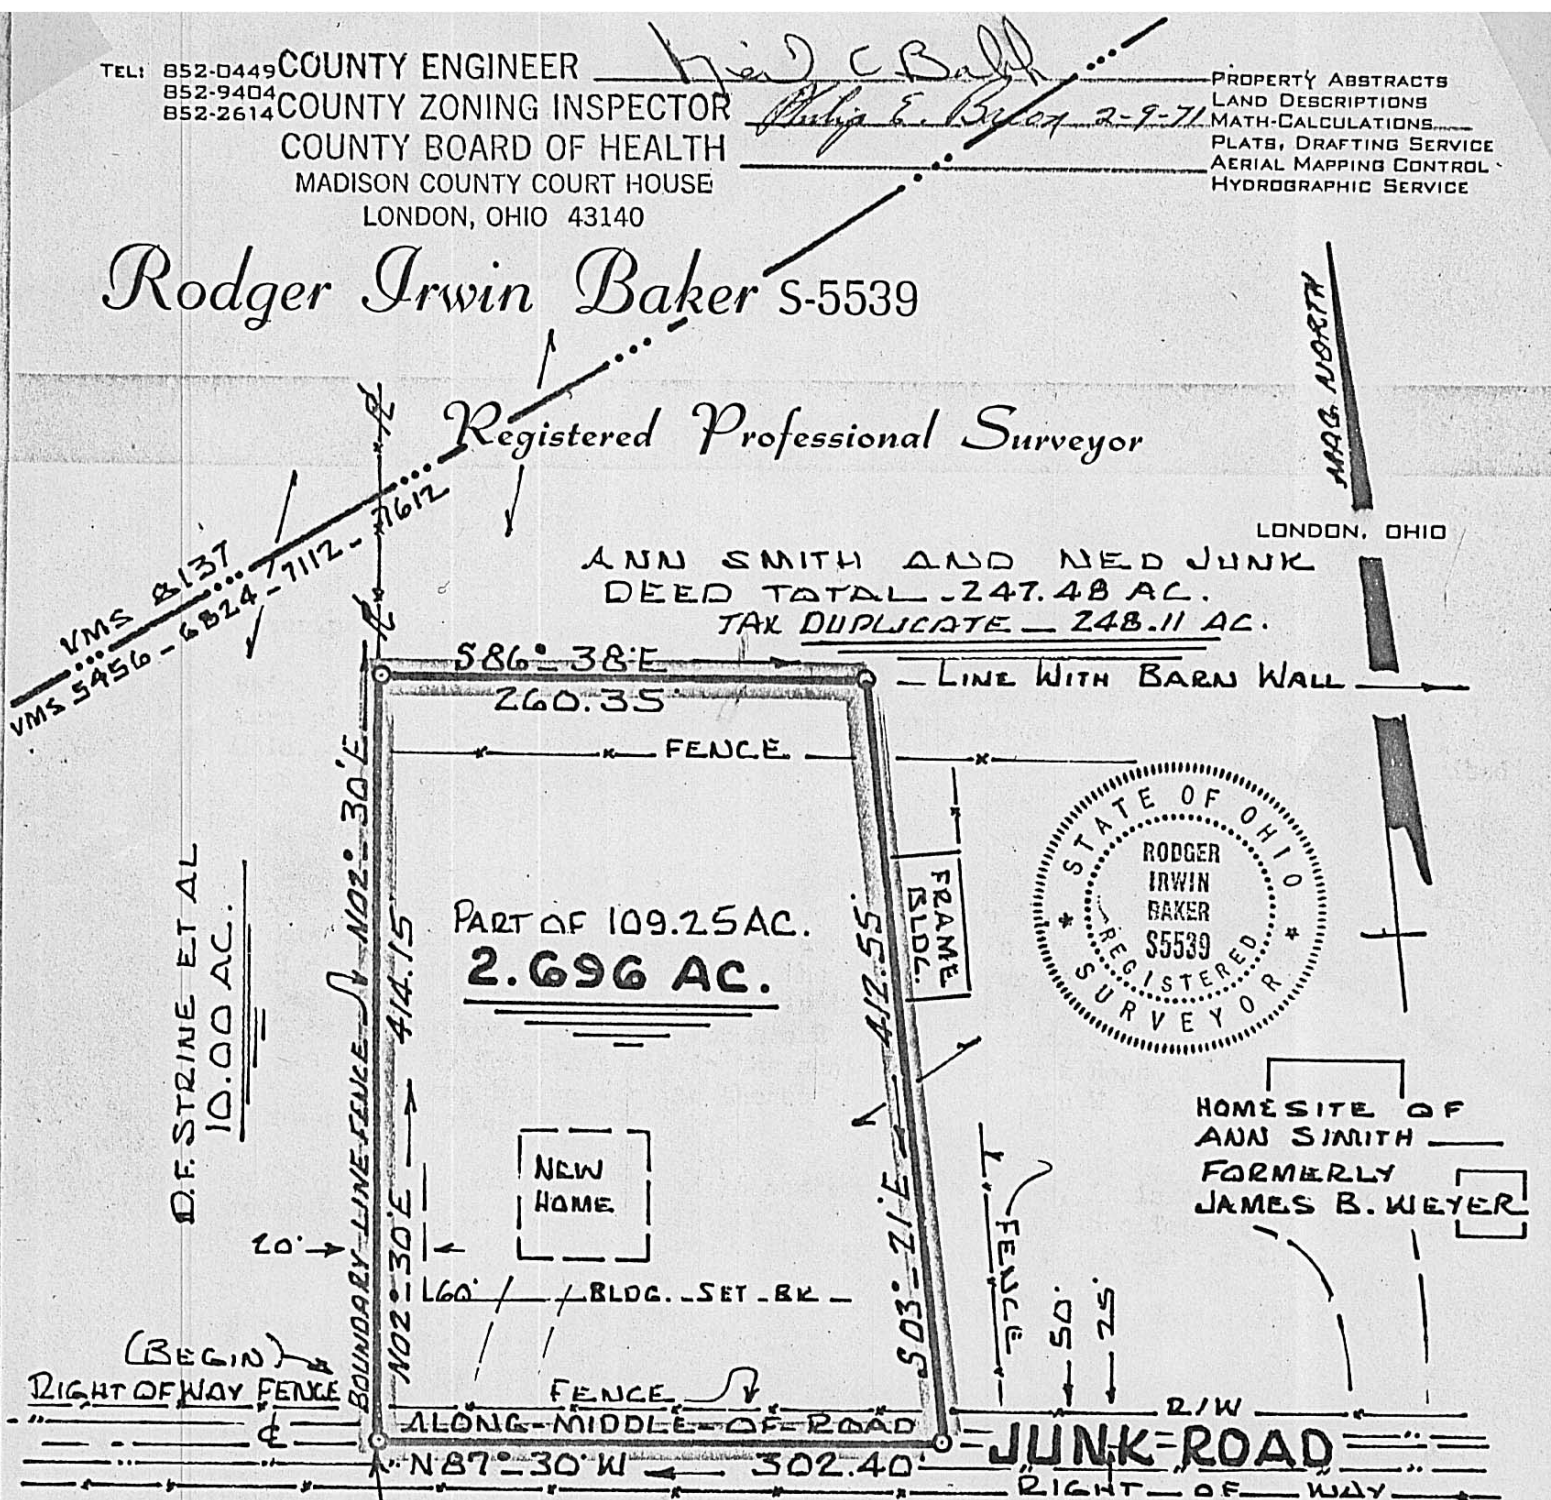 TEL: 852-0449
852-9404
852-2614
COUNTY ENGINEER
COUNTY ZONING INSPECTOR Philip E. 2-9-71
COUNTY BOARD OF HEALTH
MADISON COUNTY COURT HOUSE
LONDON, OHIO 43140
PROPERTY ABSTRACTS
LAND DESCRIPTIONS
MATH-CALCULATIONS
PLATS, DRAFTING SERVICE
AERIAL MAPPING CONTROL
HYDROGRAPHIC SERVICE
Rodger Irwin Baker S-5539
Registered Professional Surveyor
MAG. NORTH
LONDON, OHIO
VMS 8137
VMS 5456-6824-7112-7612
ANN SMITH AND NED JUNK
DEED TOTAL - 247.48 AC.
TAX DUPLICATE - 248.11 AC.
S86°-38'E
260.35'
LINE WITH BARN WALL
FENCE
D.F. STRINE ET AL
10.00 AC.
BOUNDARY-LINE-FENCE
N02°-30'E
414.15
N02°-30'E
PART OF 109.25 AC.
2.696 AC.
412.55'
S03°-21'E
FRAME
BLDG.
STATE OF OHIO
RODGER
IRWIN
BAKER
S5539
REGISTERED
SURVEYOR
NEW
HOME
HOMESITE OF
ANN SMITH
FORMERLY
JAMES B. WEYER
20'
60'
BLDG.-SET-BK
FENCE
50'
25'
(BEGIN)
RIGHT OF WAY FENCE
FENCE
R/W
ALONG-MIDDLE-OF-ROAD
JUNK ROAD
N87°-30'W
302.40'
RIGHT-OF-WAY